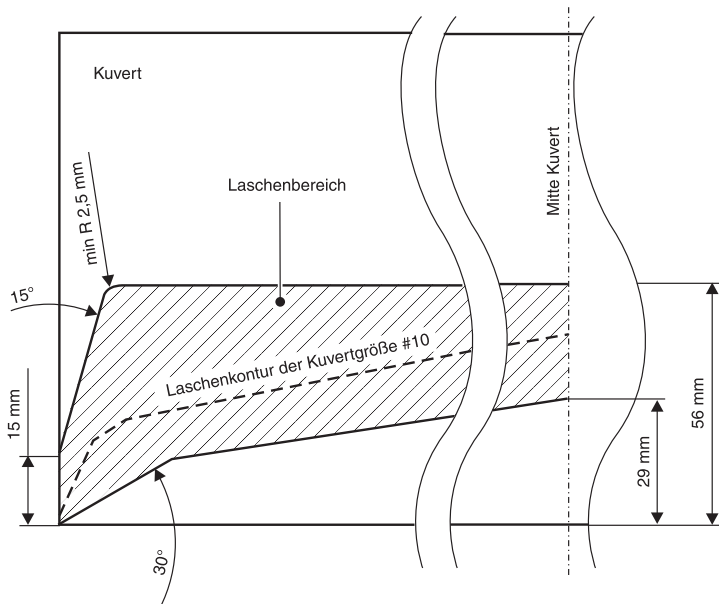 Kuvert
min R 2,5 mm
Laschenbereich
Mitte Kuvert
15°
Laschenkontur der Kuvertgröße #10
15 mm
56 mm
29 mm
30°